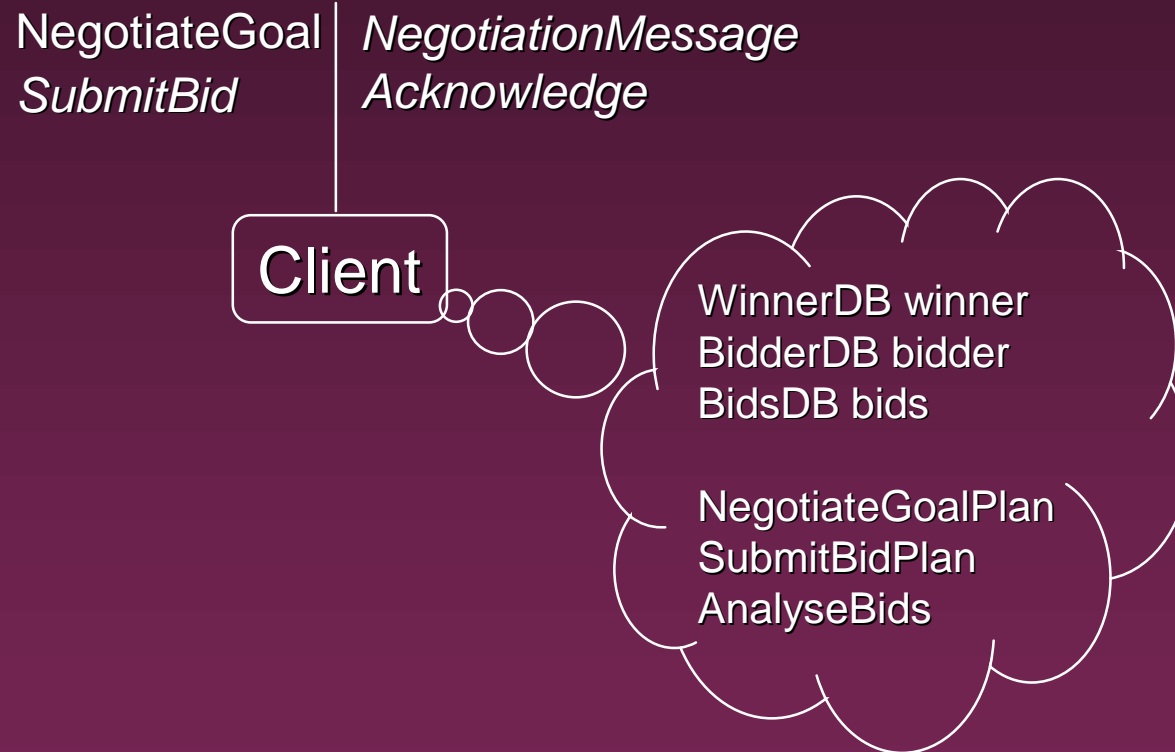 NegotiateGoal
SubmitBid
NegotiationMessage
Acknowledge
Client
WinnerDB winner
BidderDB bidder
BidsDB bids
NegotiateGoalPlan
SubmitBidPlan
AnalyseBids